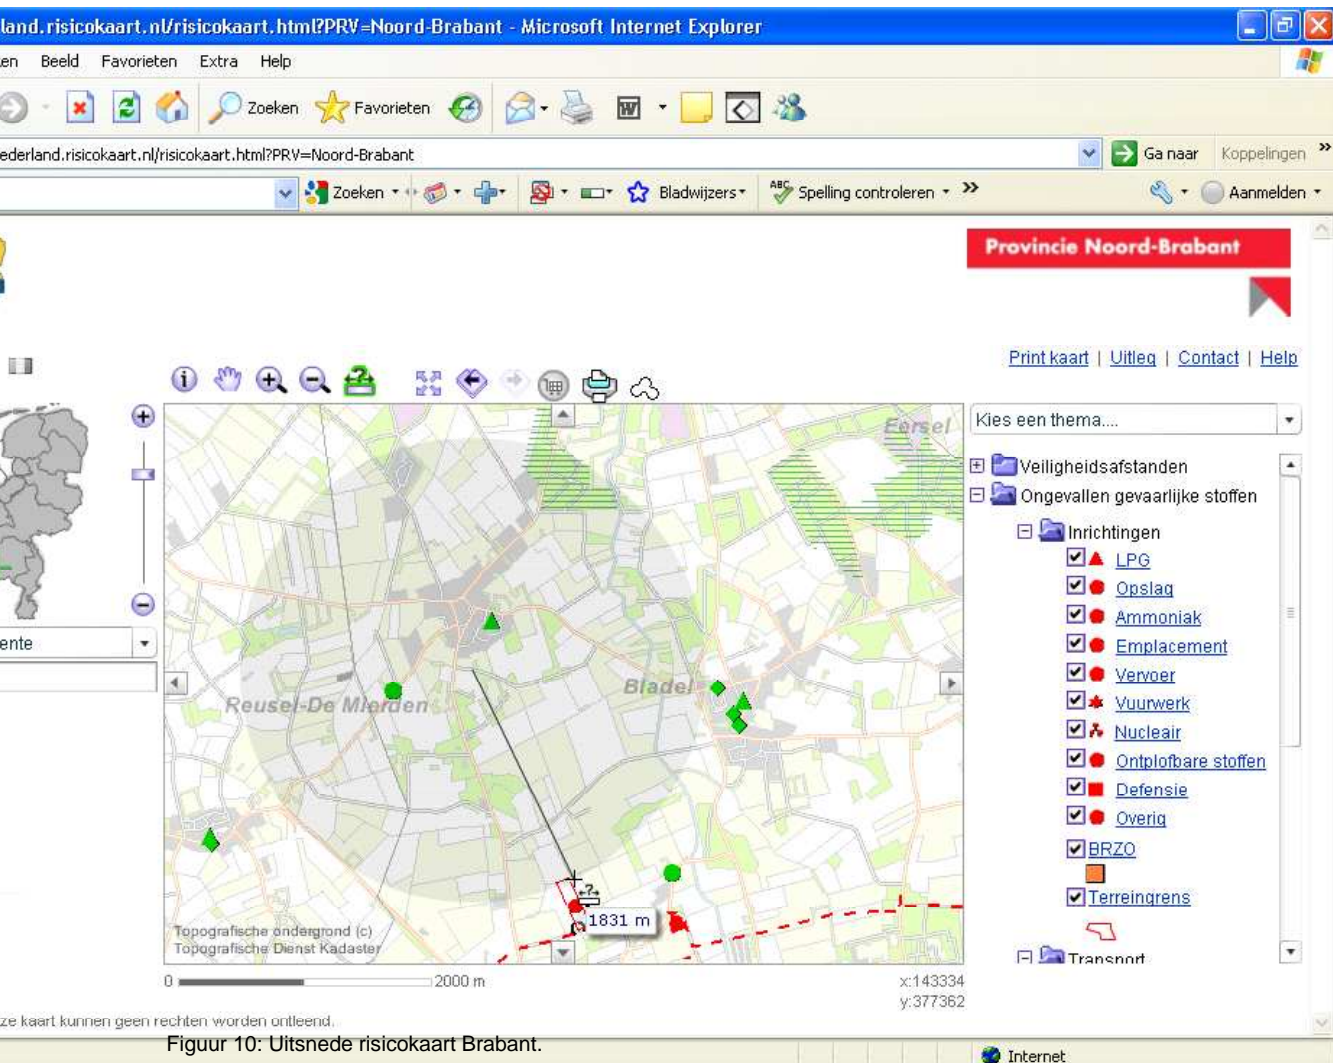 land.risicokaart.nl/risicokaart.html?PRV=Noord-Brabant - Microsoft Internet Explorer
en Beeld Favorieten Extra Help
Zoeken Favorieten
ederland.risicokaart.nl/risicokaart.html?PRV=Noord-Brabant Ga naar Koppelingen »
Zoeken Bladwijzers ABC Spelling controleren » Aanmelden
Provincie Noord-Brabant
Print kaart | Uitleg | Contact | Help
Kies een thema....
Eersel
Veiligheidsafstanden
Ongevallen gevaarlijke stoffen
Inrichtingen
LPG
Opslag
Ammoniak
Emplacement
ente
Vervoer
Bladel
Reusel-De Mierden
Vuurwerk
Nucleair
Ontplofbare stoffen
Defensie
Overig
BRZO
Terreingrens
1831 m
Topografische ondergrond (c)
Topografische Dienst Kadaster
Transport
0 2000 m
x:143334
y:377362
ze kaart kunnen geen rechten worden ontleend.
Figuur 10: Uitsnede risicokaart Brabant.
Internet